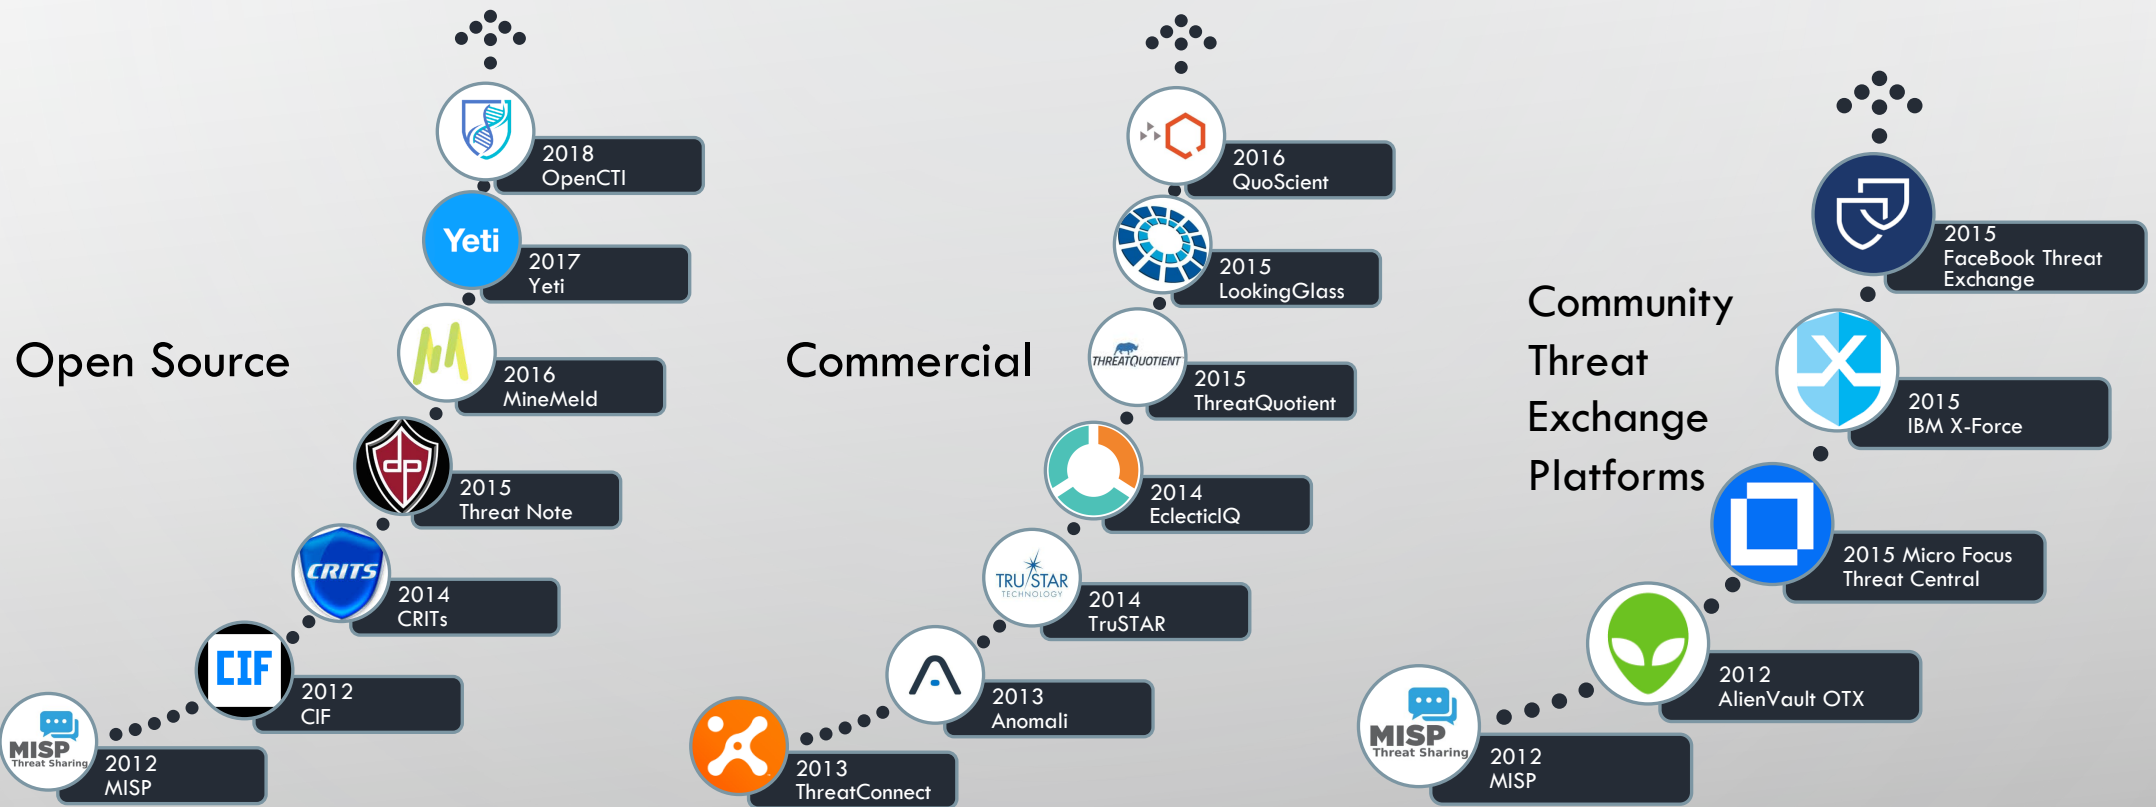 Open Source
2018
OpenCTI
Yeti
2017
Yeti
2016
MineMeld
dp
2015
Threat Note
CRITS
2014
CRITs
CIF
2012
CIF
MISP
Threat Sharing
2012
MISP
Commercial
2016
QuoScient
2015
LookingGlass
THREATQUOTIENT
2015
ThreatQuotient
2014
EclecticIQ
TRU STAR
TECHNOLOGY
2014
TruSTAR
2013
Anomali
2013
ThreatConnect
Community
Threat
Exchange
Platforms
2015
FaceBook Threat
Exchange
X
2015
IBM X-Force
2015 Micro Focus
Threat Central
2012
AlienVault OTX
MISP
Threat Sharing
2012
MISP